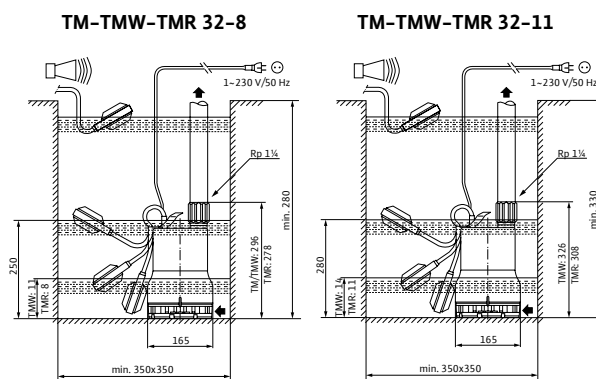 TM-TMW-TMR 32-8
1~230 V/50 Hz
Rp 1¼
min. 280
TM/TMW: 296
TMR: 278
250
TMW: 11
TMR: 8
165
min. 350x350
TM-TMW-TMR 32-11
1~230 V/50 Hz
Rp 1¼
min. 330
TMW: 326
TMR: 308
280
TMW: 14
TMR: 11
165
min. 350x350